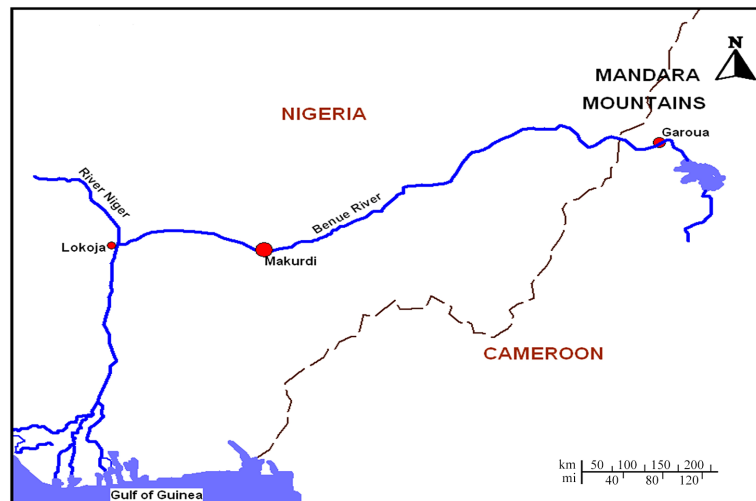 N
MANDARA
MOUNTAINS
NIGERIA
Garoua
River Niger
Benue River
Lokoja
Makurdi
CAMEROON
km 50 100 150 200
mi 40 80 120
Gulf of Guinea